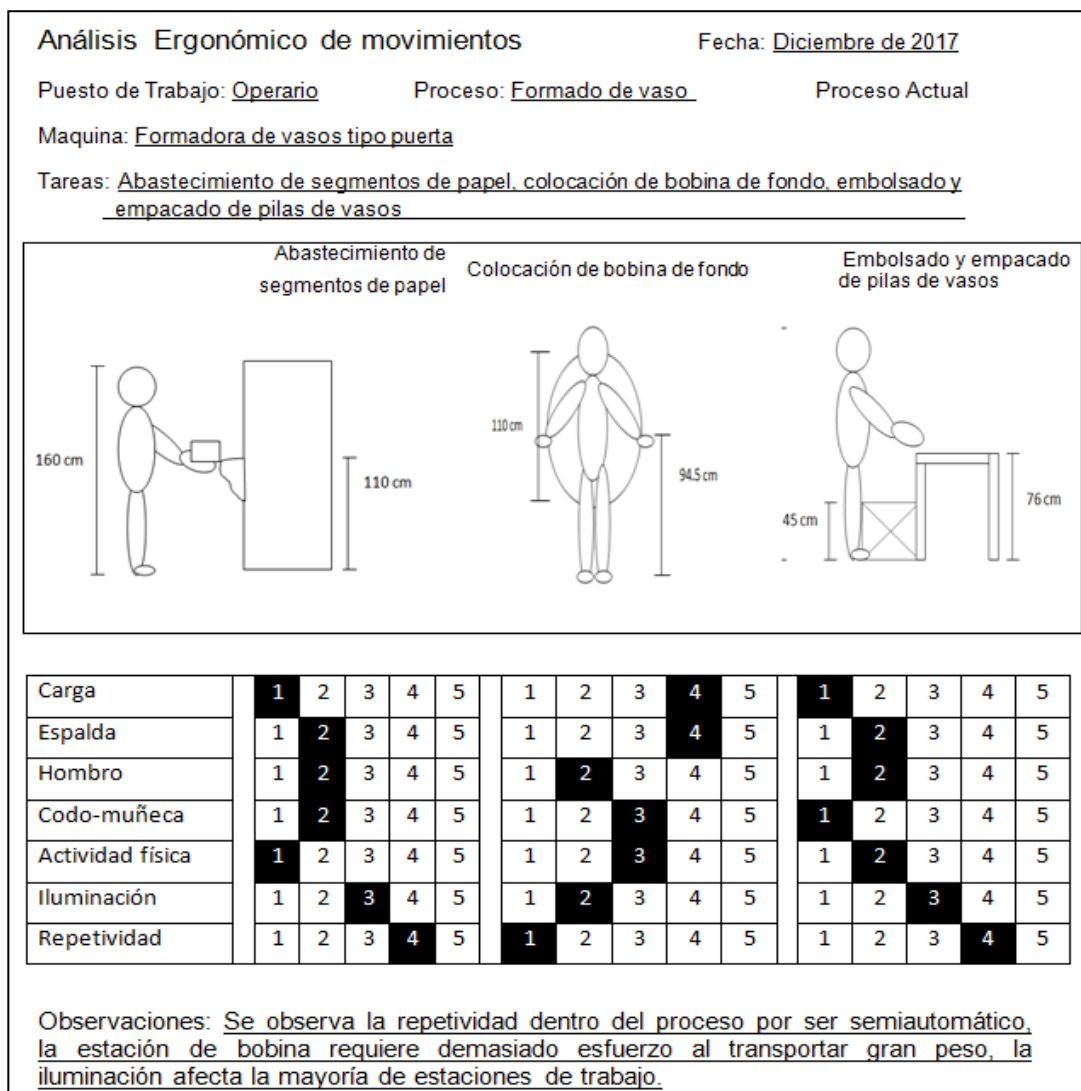 Análisis Ergonómico de movimientos Fecha: Diciembre de 2017
Puesto de Trabajo: Operario Proceso: Formado de vaso Proceso Actual
Maquina: Formadora de vasos tipo puerta
Tareas: Abastecimiento de segmentos de papel, colocación de bobina de fondo, embolsado y
empacado de pilas de vasos
Abastecimiento de
segmentos de papel
Colocación de bobina de fondo
Embolsado y empacado
de pilas de vasos
160 cm
110 cm
110 cm
94.5 cm
45 cm
76 cm
Carga 1 2 3 4 5 1 2 3 4 5 1 2 3 4 5
Espalda 1 2 3 4 5 1 2 3 4 5 1 2 3 4 5
Hombro 1 2 3 4 5 1 2 3 4 5 1 2 3 4 5
Codo-muñeca 1 2 3 4 5 1 2 3 4 5 1 2 3 4 5
Actividad física 1 2 3 4 5 1 2 3 4 5 1 2 3 4 5
Iluminación 1 2 3 4 5 1 2 3 4 5 1 2 3 4 5
Repetividad 1 2 3 4 5 1 2 3 4 5 1 2 3 4 5
Observaciones: Se observa la repetividad dentro del proceso por ser semiautomático,
la estación de bobina requiere demasiado esfuerzo al transportar gran peso, la
iluminación afecta la mayoría de estaciones de trabajo.